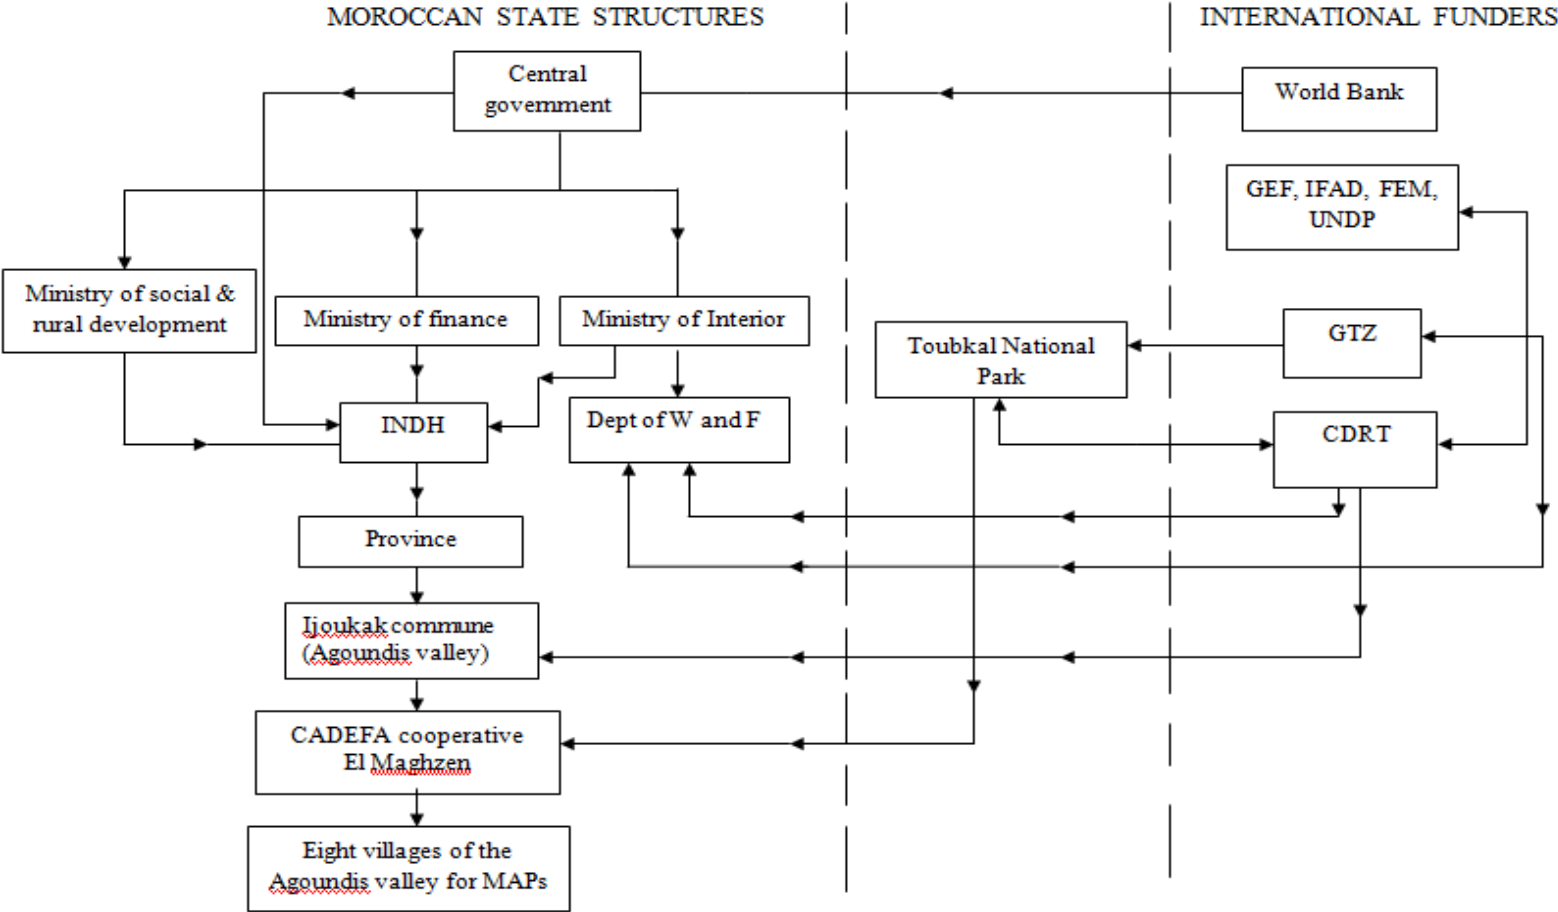 MOROCCAN STATE STRUCTURES
INTERNATIONAL FUNDERS
Central
government
World Bank
GEF, IFAD, FEM,
UNDP
Ministry of social &
rural development
Ministry of finance
Ministry of Interior
Toubkal National
Park
GTZ
INDH
Dept of W and F
CDRT
Province
Ijoukak commune
(Agoundis valley)
CADEFA cooperative
El Maghzen
Eight villages of the
Agoundis valley for MAPs